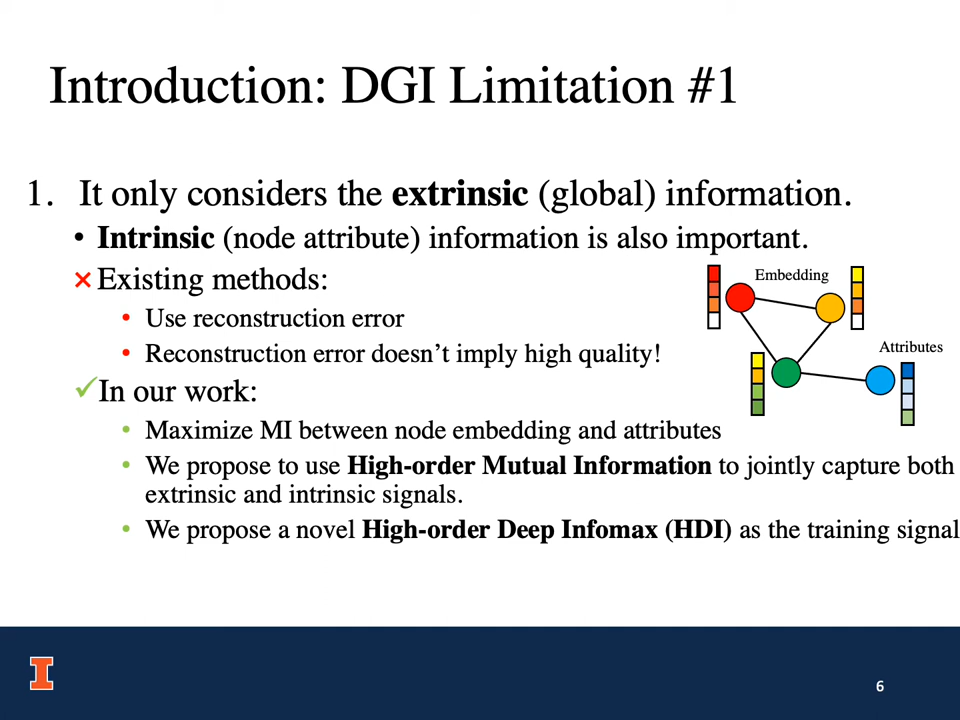 Introduction: DGI Limitation #1
1. It only considers the extrinsic (global) information.
• Intrinsic (node attribute) information is also important.
× Existing methods:
• Use reconstruction error
• Reconstruction error doesn't imply high quality!
Embedding
Attributes
✓ In our work:
• Maximize MI between node embedding and attributes
• We propose to use High-order Mutual Information to jointly capture both
extrinsic and intrinsic signals.
• We propose a novel High-order Deep Infomax (HDI) as the training signal
I
6